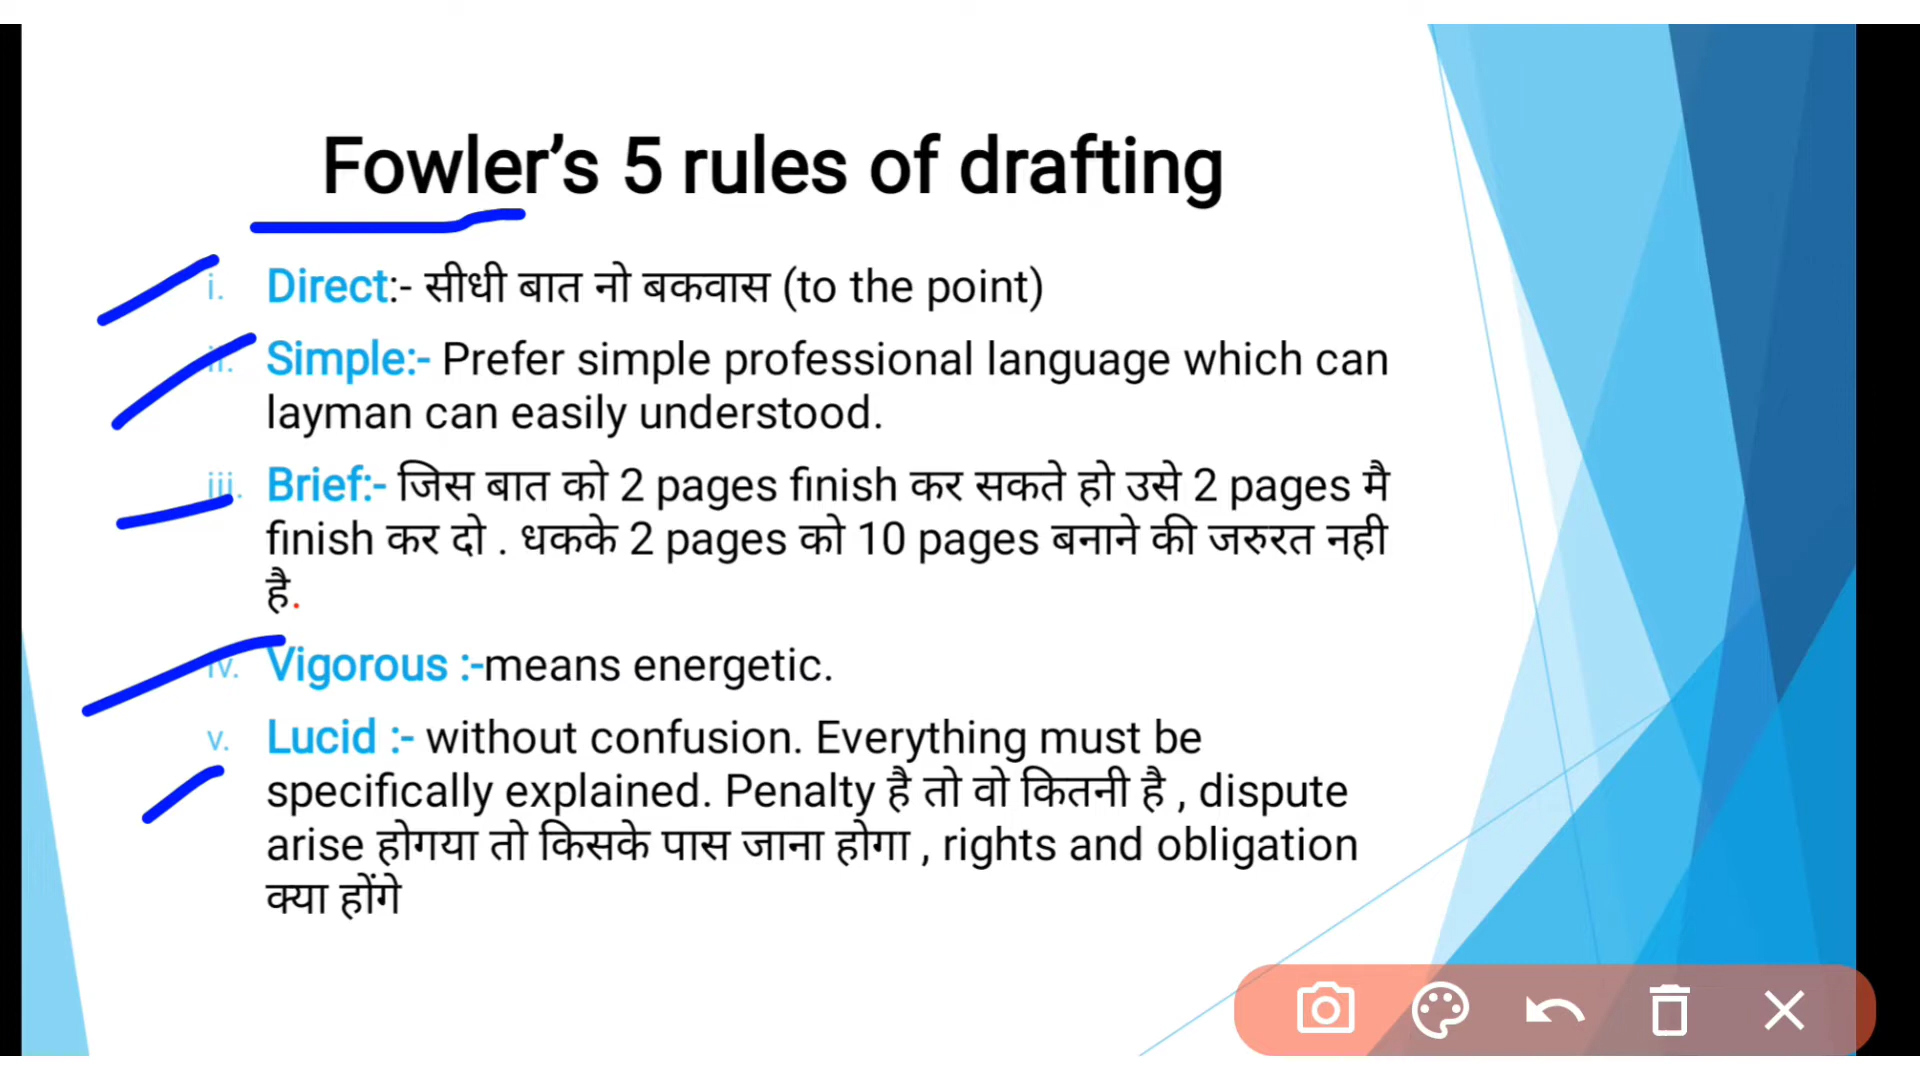 Fowler’s 5 rules of drafting
i. Direct:- सीधी बात नो बकवास (to the point)
ii. Simple:- Prefer simple professional language which can
layman can easily understood.
iii. Brief:- जिस बात को 2 pages finish कर सकते हो उसे 2 pages मै
finish कर दो . धकके 2 pages को 10 pages बनाने की जरुरत नही
है.
iv. Vigorous :-means energetic.
v. Lucid :- without confusion. Everything must be
specifically explained. Penalty है तो वो कितनी है , dispute
arise होगया तो किसके पास जाना होगा , rights and obligation
क्या होंगे